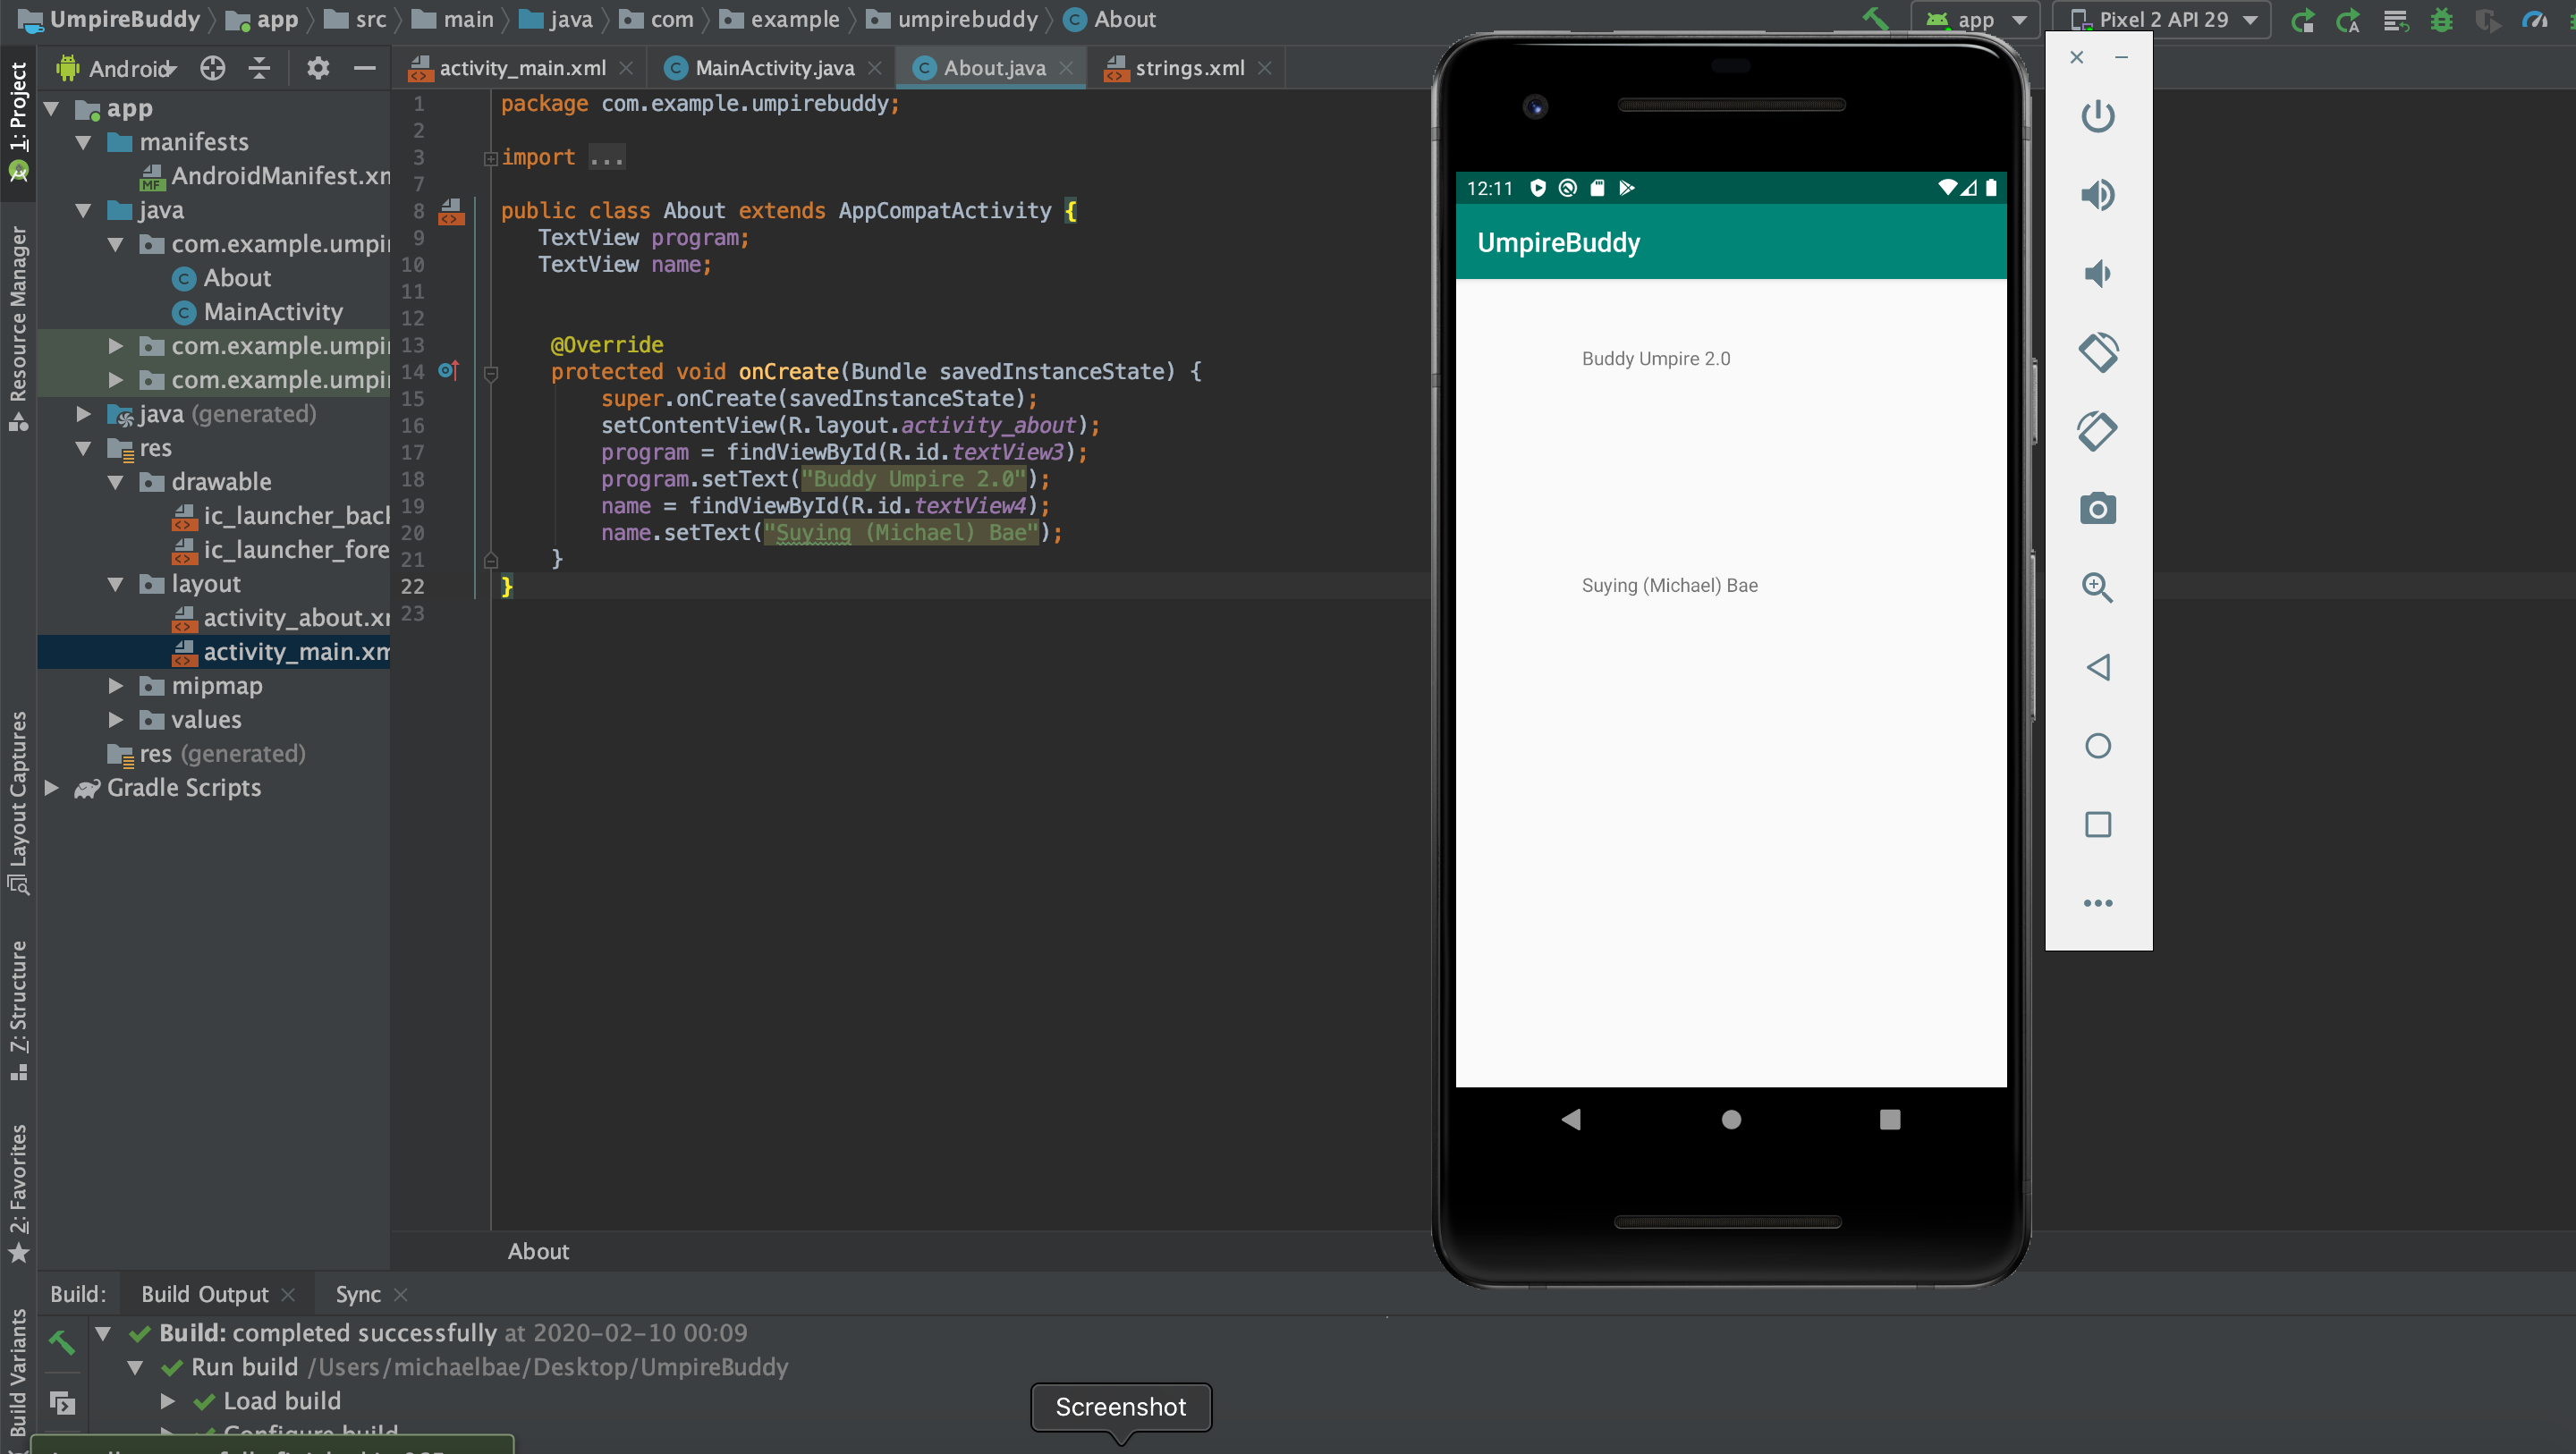 UmpireBuddy app src main java com example umpirebuddy About
app Pixel 2 API 29
1: Project
Resource Manager
Layout Captures
7: Structure
2: Favorites
Build Variants
Android
app
manifests
MF AndroidManifest.xm
java
com.example.umpi
C About
C MainActivity
com.example.umpi
com.example.umpi
java (generated)
res
drawable
ic_launcher_back
ic_launcher_fore
layout
activity_about.x
activity_main.xm
mipmap
values
res (generated)
Gradle Scripts
activity_main.xml C MainActivity.java C About.java strings.xml
1 package com.example.umpirebuddy;
2
3 import ...
7
8 public class About extends AppCompatActivity {
9 TextView program;
10 TextView name;
11
12
13 @Override
14 protected void onCreate(Bundle savedInstanceState) {
15 super.onCreate(savedInstanceState);
16 setContentView(R.layout.activity_about);
17 program = findViewById(R.id.textView3);
18 program.setText("Buddy Umpire 2.0");
19 name = findViewById(R.id.textView4);
20 name.setText("Suying (Michael) Bae");
21 }
22 }
23
About
12:11
UmpireBuddy
Buddy Umpire 2.0
Suying (Michael) Bae
Build: Build Output Sync
Build: completed successfully at 2020-02-10 00:09
Run build /Users/michaelbae/Desktop/UmpireBuddy
Load build
Configure build
Screenshot